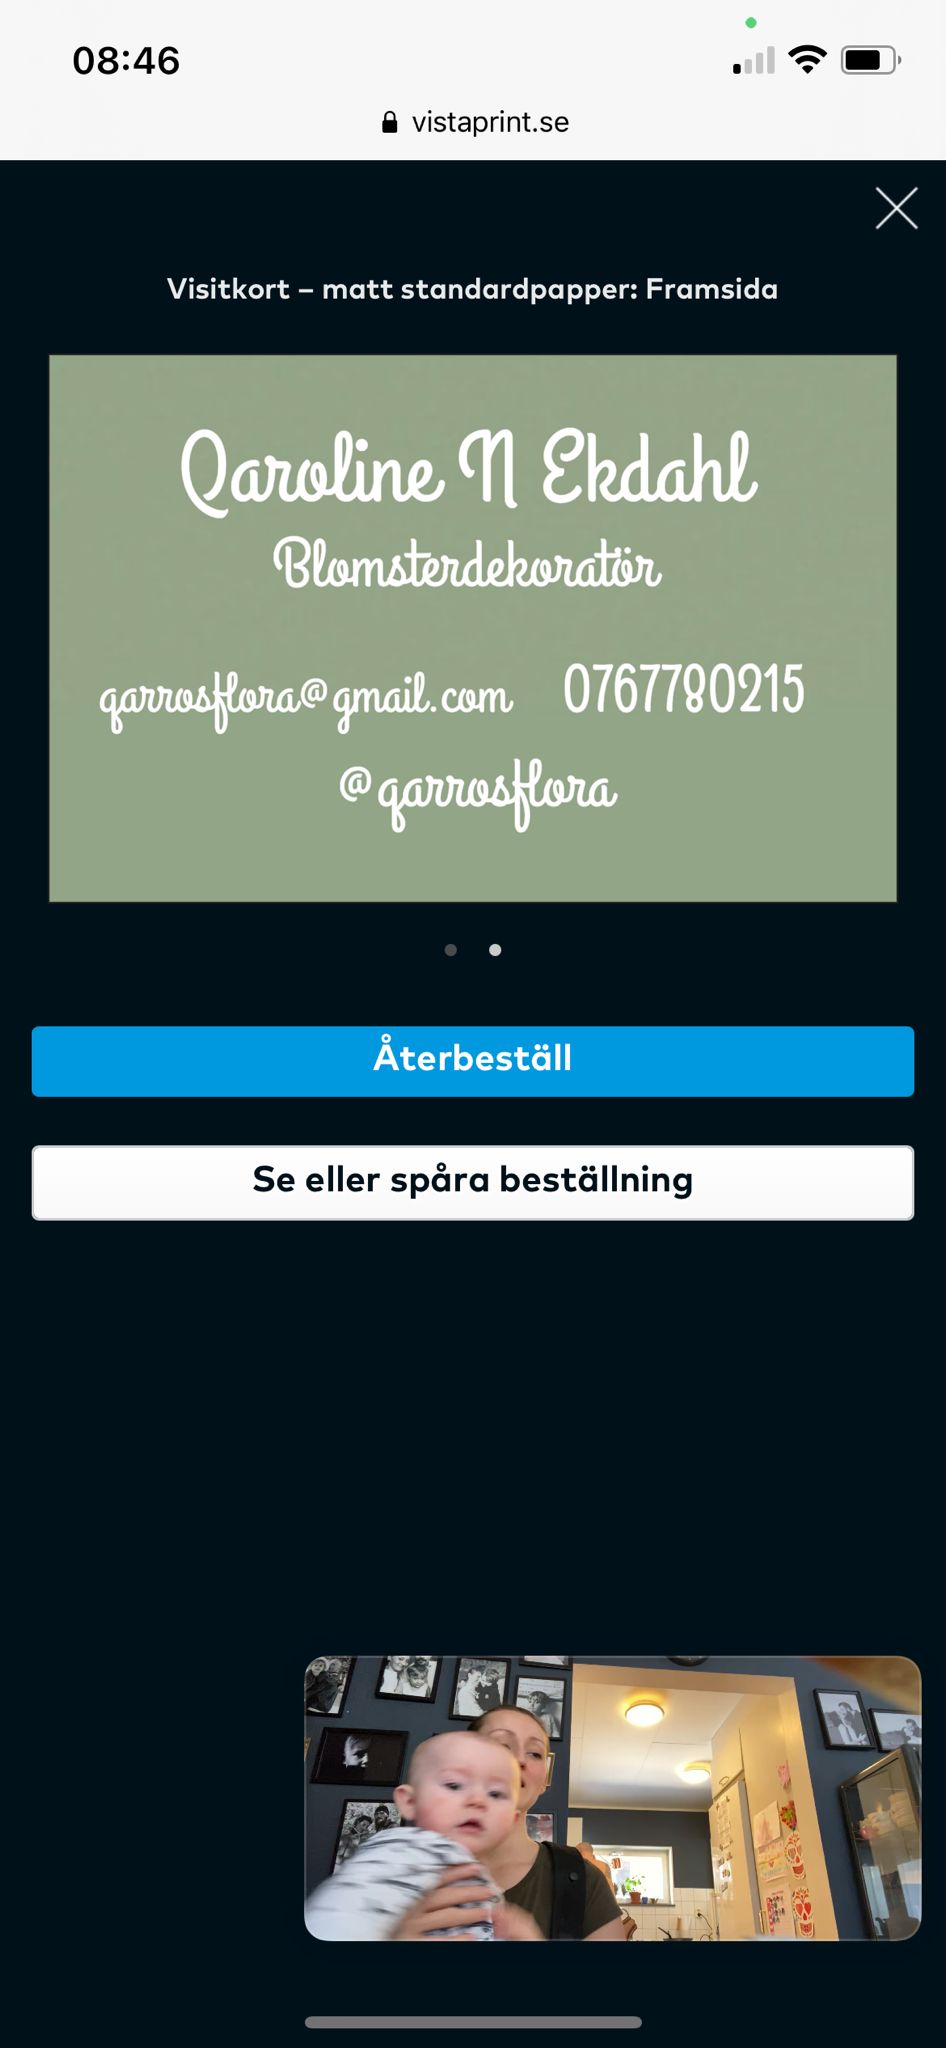 08:46
vistaprint.se
Visitkort – matt standardpapper: Framsida
Qaroline N Ekdahl
Blomsterdekoratör
qarrosflora@gmail.com 0767780215
@qarrosflora
Återbeställ
Se eller spåra beställning